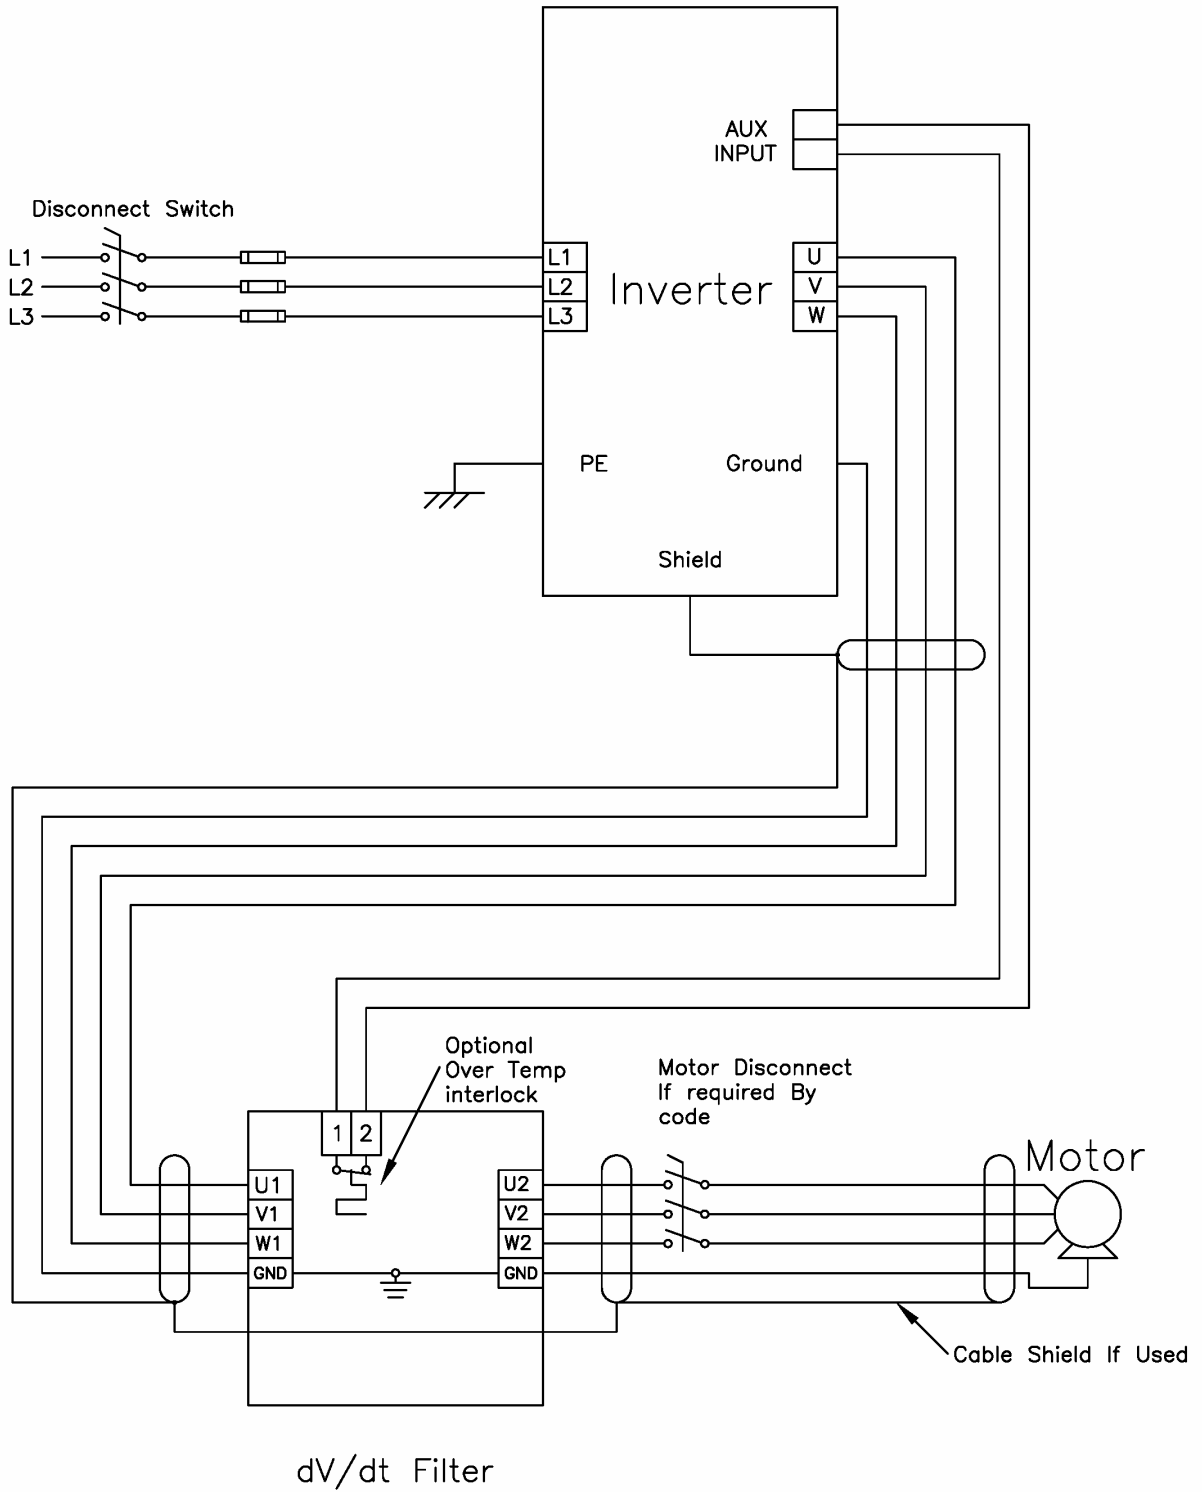 AUX
INPUT
Disconnect Switch
L1
L2
L3
L1
L2
L3
Inverter
U
V
W
PE
Ground
Shield
Optional
Over Temp
interlock
Motor Disconnect
If required By
code
1 2
Motor
U1
V1
W1
GND
U2
V2
W2
GND
Cable Shield If Used
dV/dt Filter